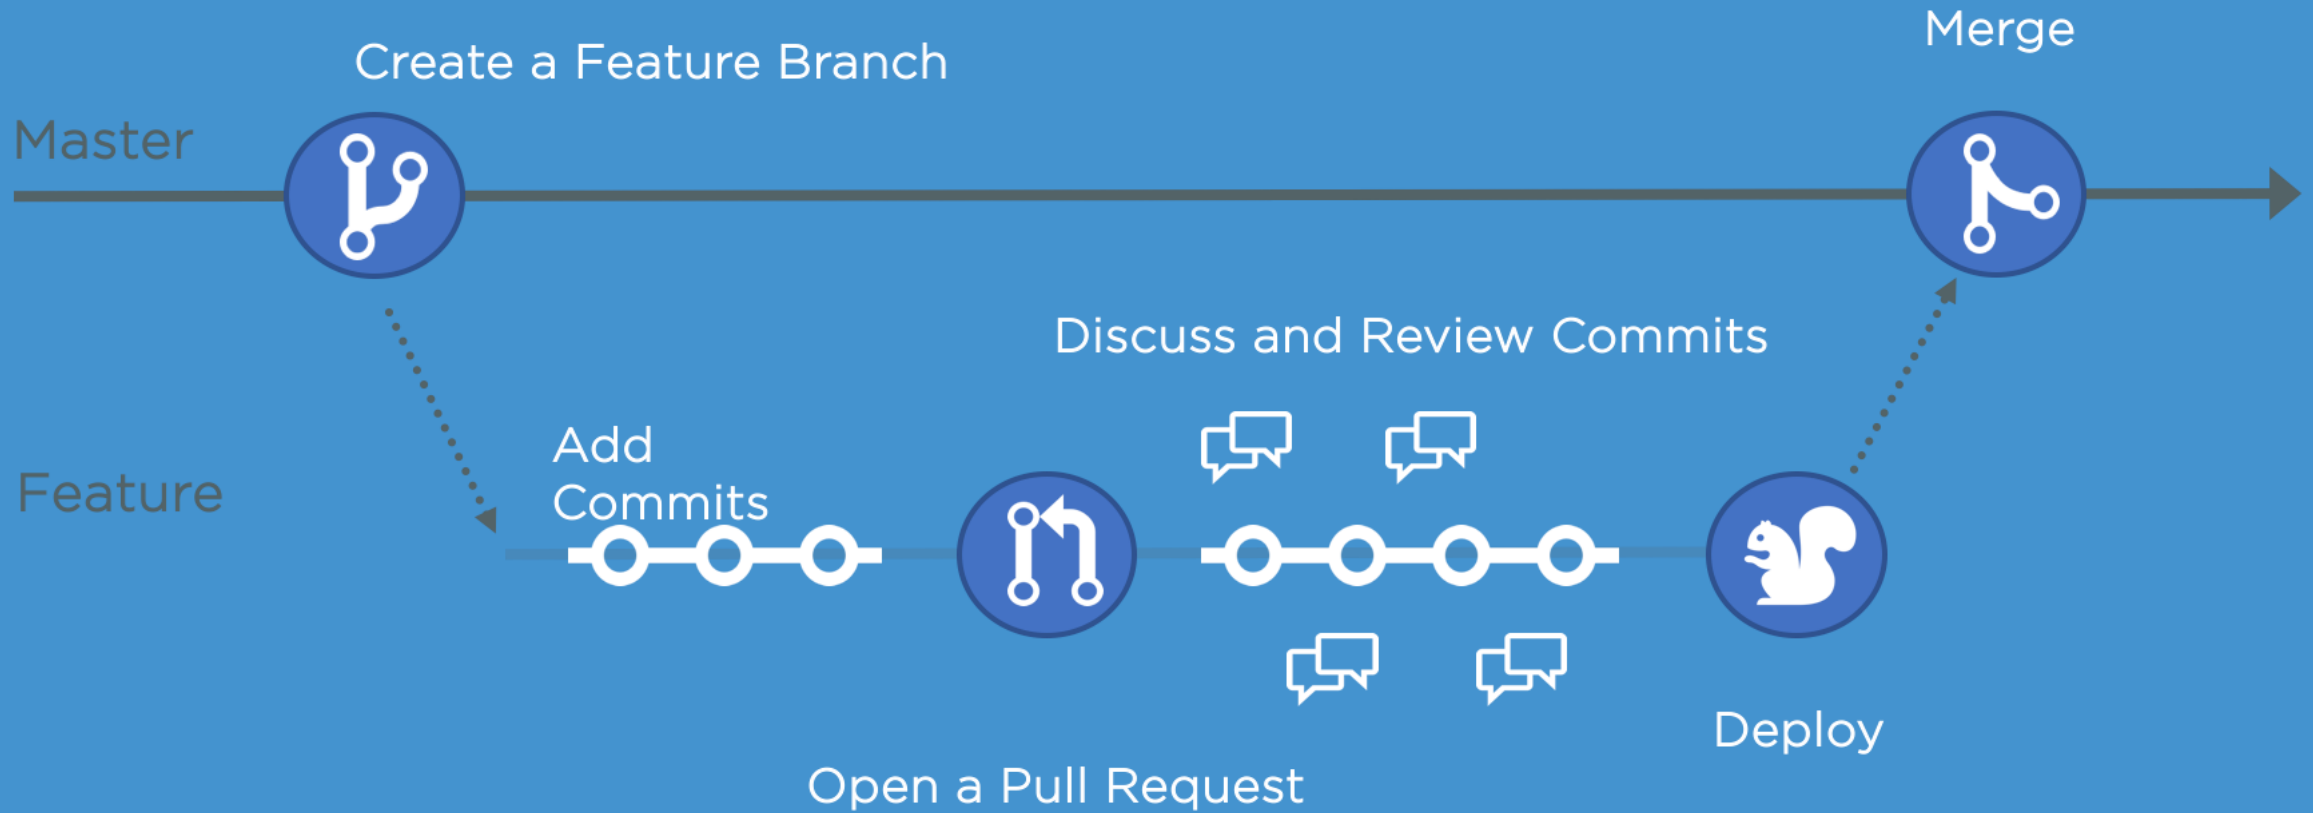 Merge
Create a Feature Branch
Master
Discuss and Review Commits
Add
Commits
Feature
Deploy
Open a Pull Request